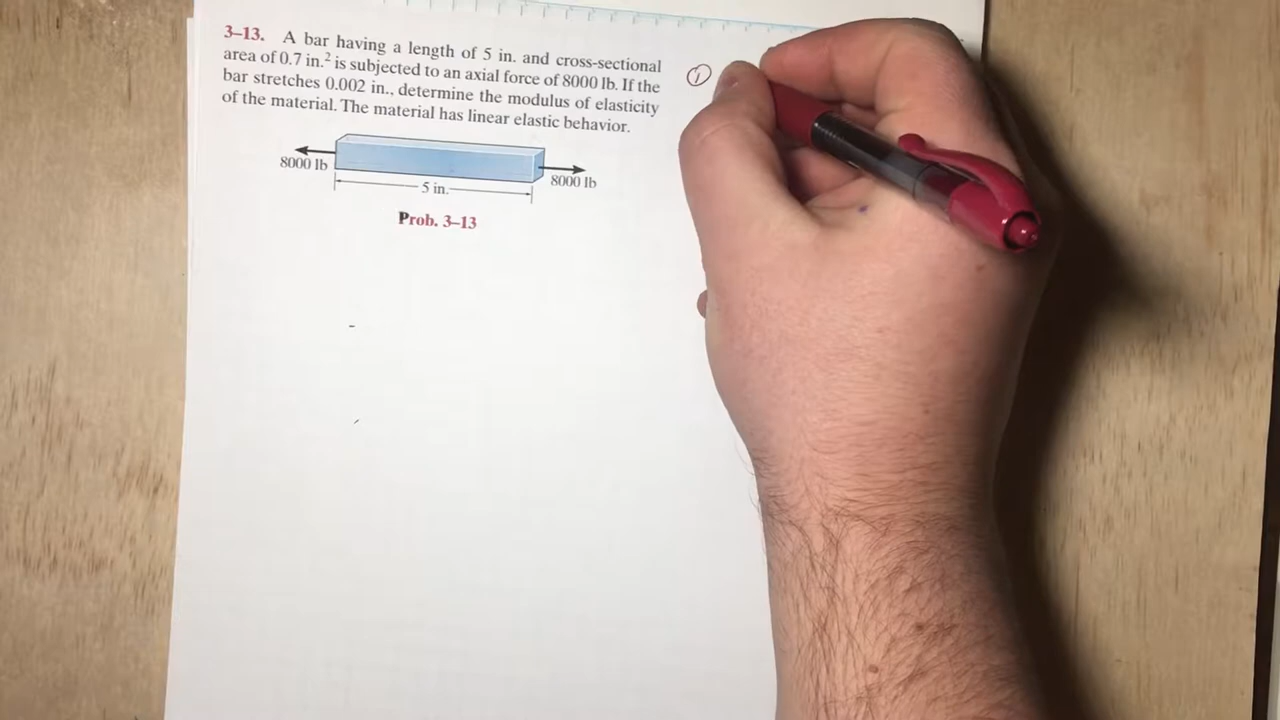 3–13. A bar having a length of 5 in. and cross-sectional
area of 0.7 in.² is subjected to an axial force of 8000 lb. If the
bar stretches 0.002 in., determine the modulus of elasticity
of the material. The material has linear elastic behavior.
8000 lb
8000 lb
5 in.
Prob. 3–13
①